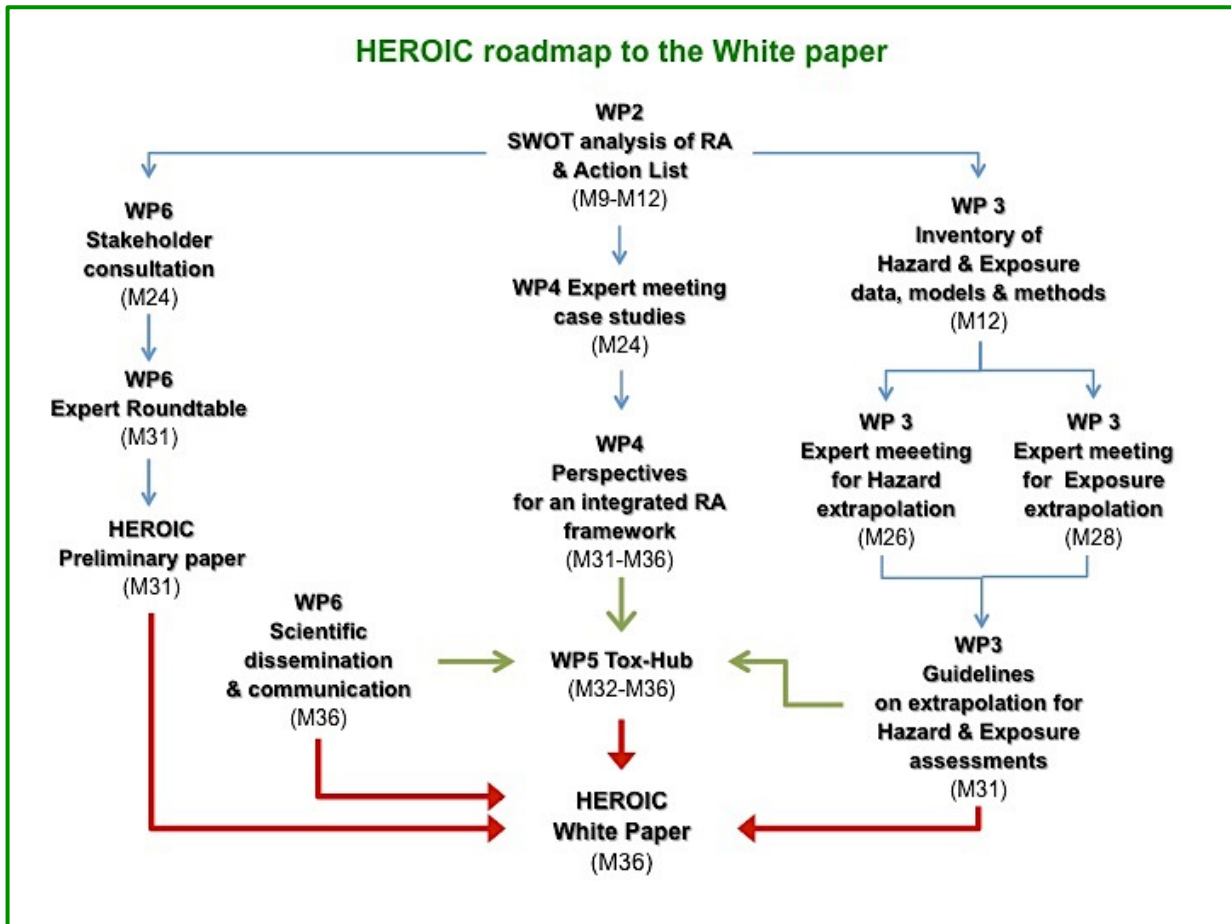 HEROIC roadmap to the White paper
WP2
SWOT analysis of RA
& Action List
(M9-M12)
WP6
Stakeholder
consultation
(M24)
WP6
Expert Roundtable
(M31)
HEROIC
Preliminary paper
(M31)
WP4 Expert meeting
case studies
(M24)
WP4
Perspectives
for an integrated RA
framework
(M31-M36)
WP 3
Inventory of
Hazard & Exposure
data, models & methods
(M12)
WP 3
Expert meeeting
for Hazard
extrapolation
(M26)
WP 3
Expert meeting
for Exposure
extrapolation
(M28)
WP6
Scientific
dissemination
& communication
(M36)
WP5 Tox-Hub
(M32-M36)
WP3
Guidelines
on extrapolation for
Hazard & Exposure
assessments
(M31)
HEROIC
White Paper
(M36)